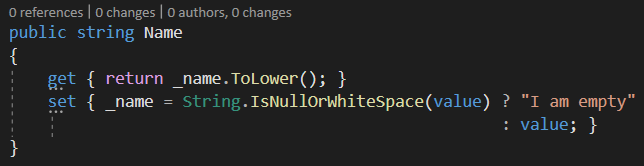 0 references | 0 changes | 0 authors, 0 changes
public string Name
{
get { return _name.ToLower(); }
set { _name = String.IsNullOrWhiteSpace(value) ? "I am empty"
: value; }
}